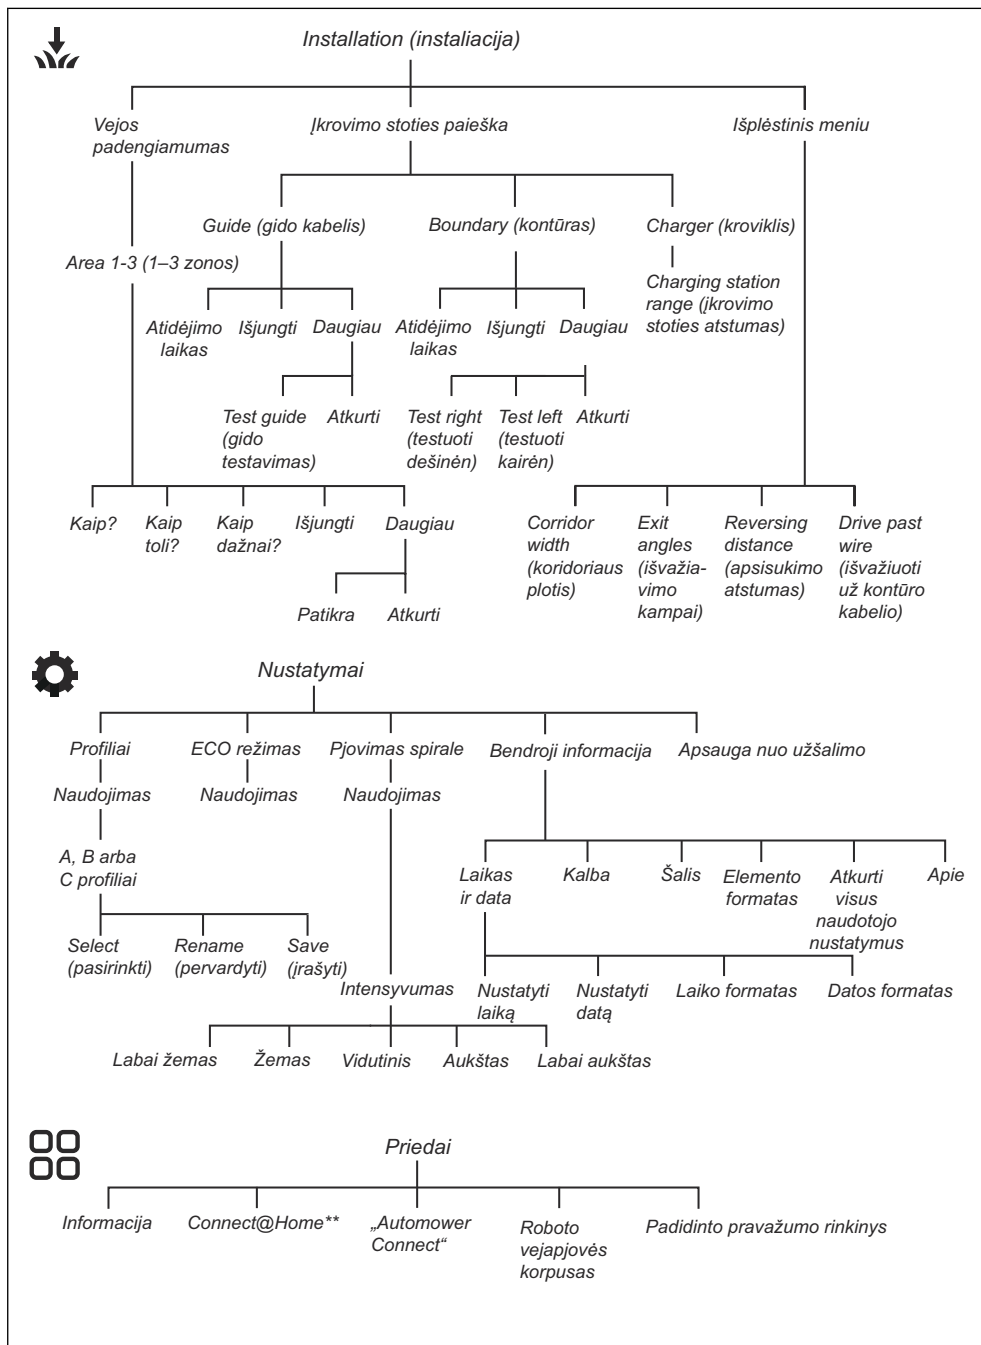 Installation (instaliacija)
Vejos
padengiamumas
Įkrovimo stoties paieška
Išplėstinis meniu
Guide (gido kabelis)
Boundary (kontūras)
Charger (kroviklis)
Area 1-3 (1–3 zonos)
Charging station
range (įkrovimo
stoties atstumas)
Atidėjimo
laikas
Išjungti
Daugiau
Atidėjimo
laikas
Išjungti
Daugiau
Test guide
(gido
testavimas)
Atkurti
Test right
(testuoti
dešinėn)
Test left
(testuoti
kairėn)
Atkurti
Kaip?
Kaip
toli?
Kaip
dažnai?
Išjungti
Daugiau
Corridor
width
(koridoriaus
plotis)
Exit
angles
(išvažia-
vimo
kampai)
Reversing
distance
(apsisukimo
atstumas)
Drive past
wire
(išvažiuoti
už kontūro
kabelio)
Patikra
Atkurti
Nustatymai
Profiliai
ECO režimas
Pjovimas spirale
Bendroji informacija
Apsauga nuo užšalimo
Naudojimas
Naudojimas
Naudojimas
A, B arba
C profiliai
Laikas
ir data
Kalba
Šalis
Elemento
formatas
Atkurti
visus
naudotojo
nustatymus
Apie
Select
(pasirinkti)
Rename
(pervardyti)
Save
(įrašyti)
Intensyvumas
Nustatyti
laiką
Nustatyti
datą
Laiko formatas
Datos formatas
Labai žemas
Žemas
Vidutinis
Aukštas
Labai aukštas
Priedai
Informacija
Connect@Home**
„Automower
Connect“
Roboto
vejapjovės
korpusas
Padidinto pravažumo rinkinys